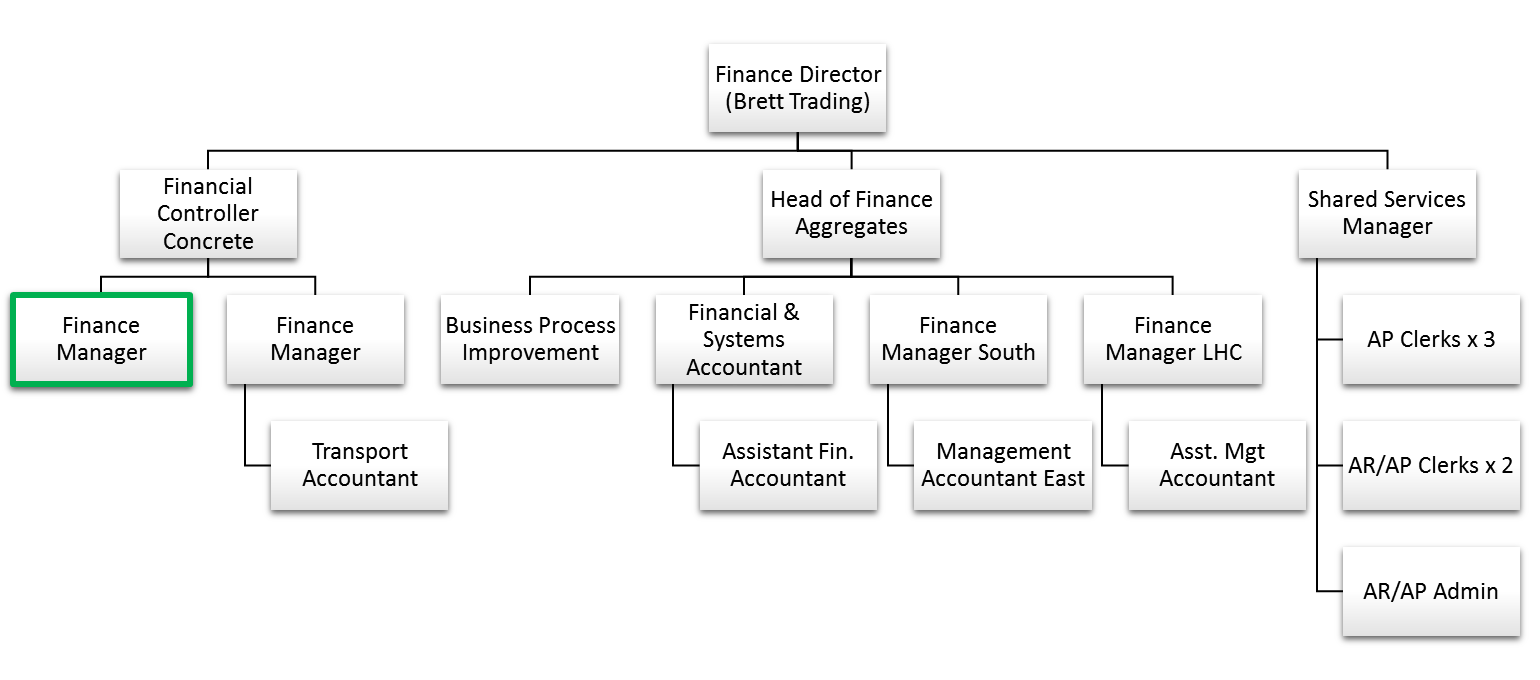 Finance Director
(Brett Trading)
Financial
Controller
Concrete
Head of Finance
Aggregates
Shared Services
Manager
Finance
Manager
Finance
Manager
Business Process
Improvement
Financial &
Systems
Accountant
Finance
Manager South
Finance
Manager LHC
AP Clerks x 3
Transport
Accountant
Assistant Fin.
Accountant
Management
Accountant East
Asst. Mgt
Accountant
AR/AP Clerks x 2
AR/AP Admin